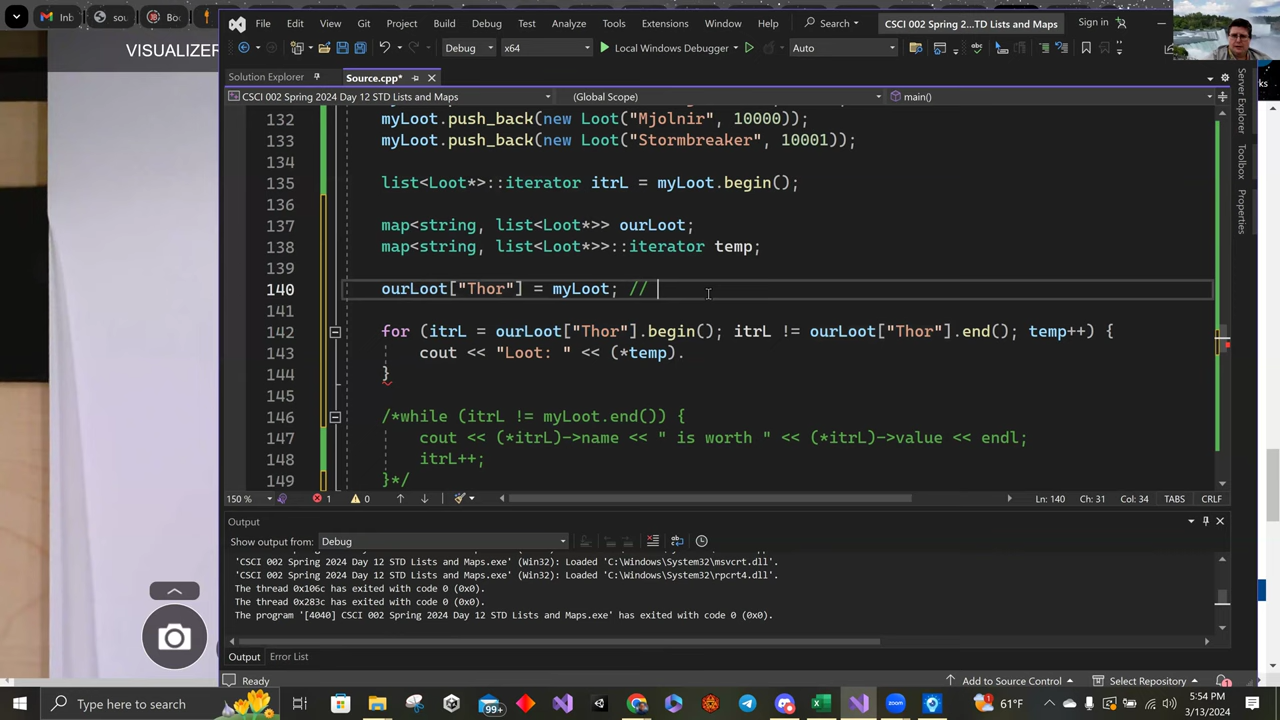 VISUALIZER
File Edit View Git Project Build Debug Test Analyze Tools Extensions Window Help Search CSCI 002 Spring 2...TD Lists and Maps Sign in
Debug x64 Local Windows Debugger Auto
Solution Explorer Source.cpp*
CSCI 002 Spring 2024 Day 12 STD Lists and Maps (Global Scope) main()
132 myLoot.push_back(new Loot("Mjolnir", 10000));
133 myLoot.push_back(new Loot("Stormbreaker", 10001));
134
135 list<Loot*>::iterator itrL = myLoot.begin();
136
137 map<string, list<Loot*>> ourLoot;
138 map<string, list<Loot*>>::iterator temp;
139
140 ourLoot["Thor"] = myLoot; //
141
142 for (itrL = ourLoot["Thor"].begin(); itrL != ourLoot["Thor"].end(); temp++) {
143 cout << "Loot: " << (*temp).
144 }
145
146 /*while (itrL != myLoot.end()) {
147 cout << (*itrL)->name << " is worth " << (*itrL)->value << endl;
148 itrL++;
149 }*/
150 % 1 0 Ln: 140 Ch: 31 Col: 34 TABS CRLF
Output
Show output from: Debug
'CSCI 002 Spring 2024 Day 12 STD Lists and Maps.exe' (Win32): Loaded 'C:\Windows\System32\msvcrt.dll'.
'CSCI 002 Spring 2024 Day 12 STD Lists and Maps.exe' (Win32): Loaded 'C:\Windows\System32\rpcrt4.dll'.
The thread 0x106c has exited with code 0 (0x0).
The thread 0x283c has exited with code 0 (0x0).
The program '[4040] CSCI 002 Spring 2024 Day 12 STD Lists and Maps.exe' has exited with code 0 (0x0).
Output Error List
Ready Add to Source Control Select Repository 1
Server Explorer
Toolbox
Properties
Type here to search 99+ zoom 61°F 5:54 PM
3/13/2024